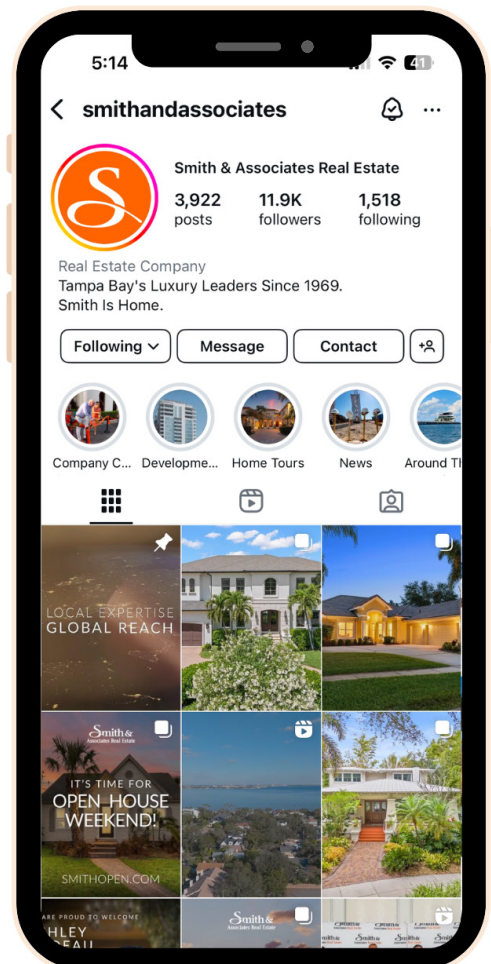 5:14
41
smithandassociates
Smith & Associates Real Estate
3,922
11.9K
1,518
posts
followers
following
Real Estate Company
Tampa Bay's Luxury Leaders Since 1969.
Smith Is Home.
Following
Message
Contact
Company C...
Developme...
Home Tours
News
Around Th
LOCAL EXPERTISE
GLOBAL REACH
Smith &
Associates Real Estate
IT'S TIME FOR
OPEN HOUSE
WEEKEND!
SMITHOPEN.COM
ARE PROUD TO WELCOME
HLEY
Smith &
Associates Real Estate